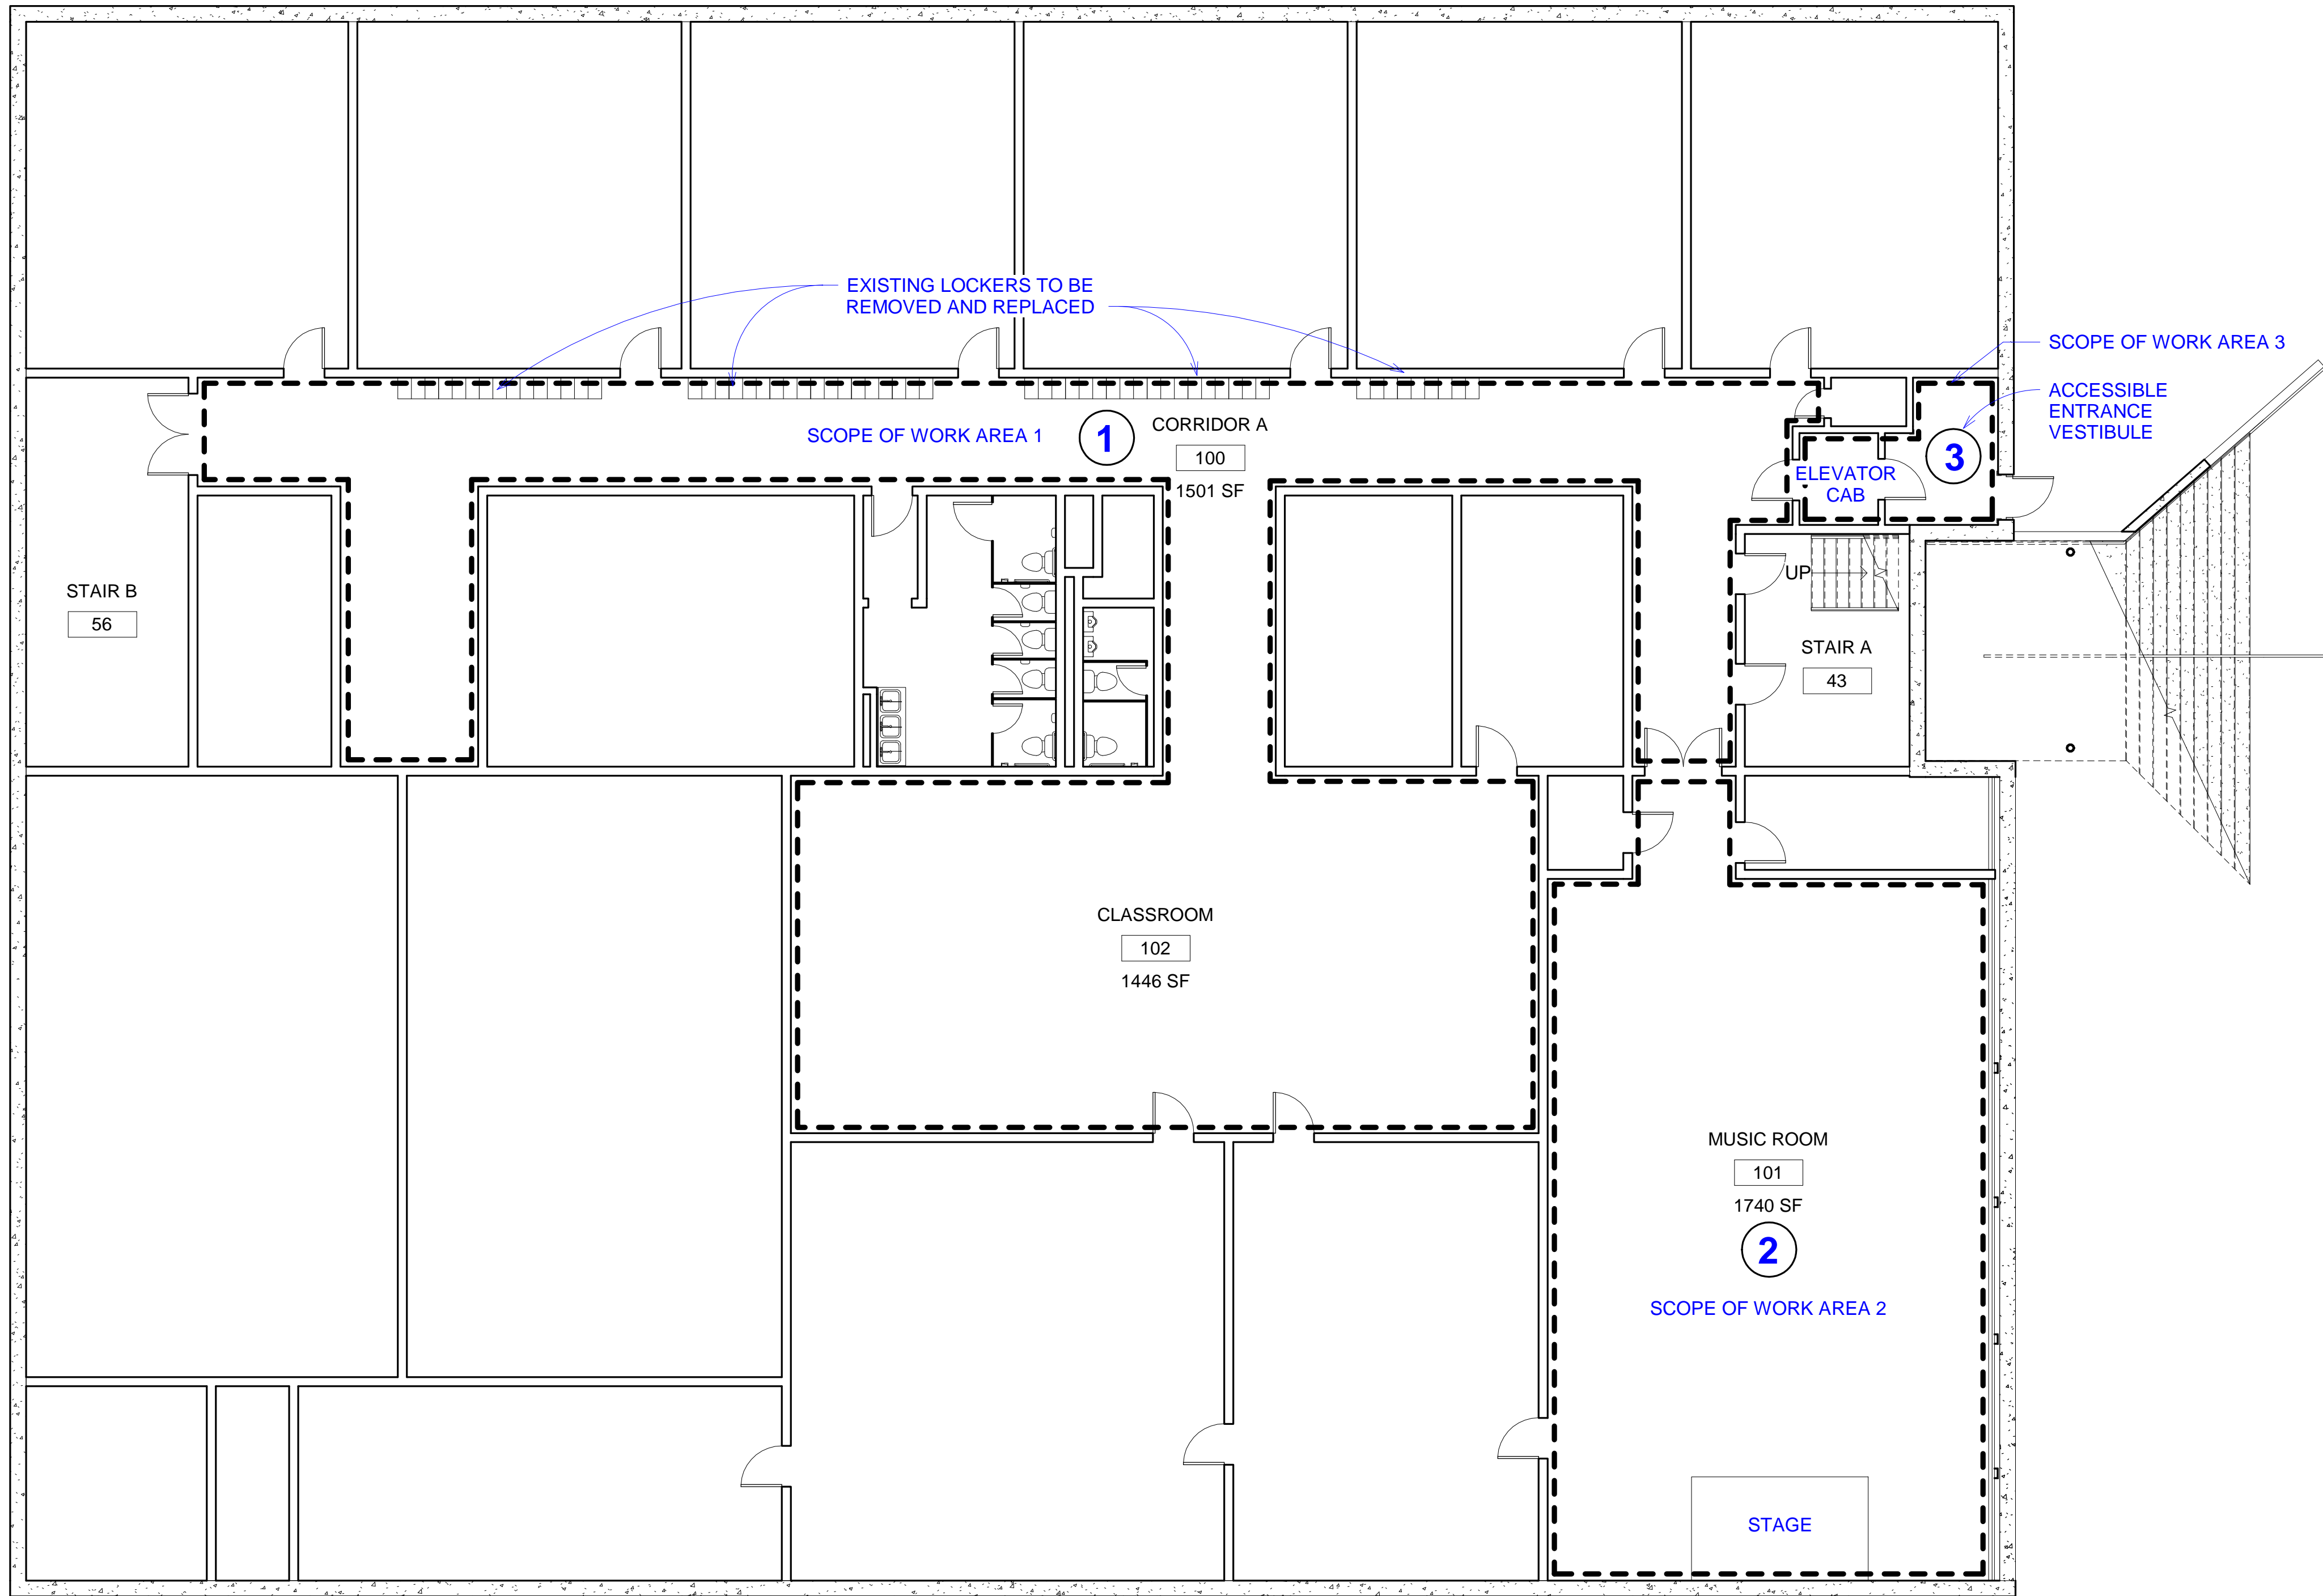 EXISTING LOCKERS TO BE
REMOVED AND REPLACED
SCOPE OF WORK AREA 3
ACCESSIBLE
ENTRANCE
VESTIBULE
SCOPE OF WORK AREA 1
1
CORRIDOR A
100
1501 SF
3
ELEVATOR
CAB
UP
STAIR B
56
STAIR A
43
CLASSROOM
102
1446 SF
MUSIC ROOM
101
1740 SF
2
SCOPE OF WORK AREA 2
STAGE